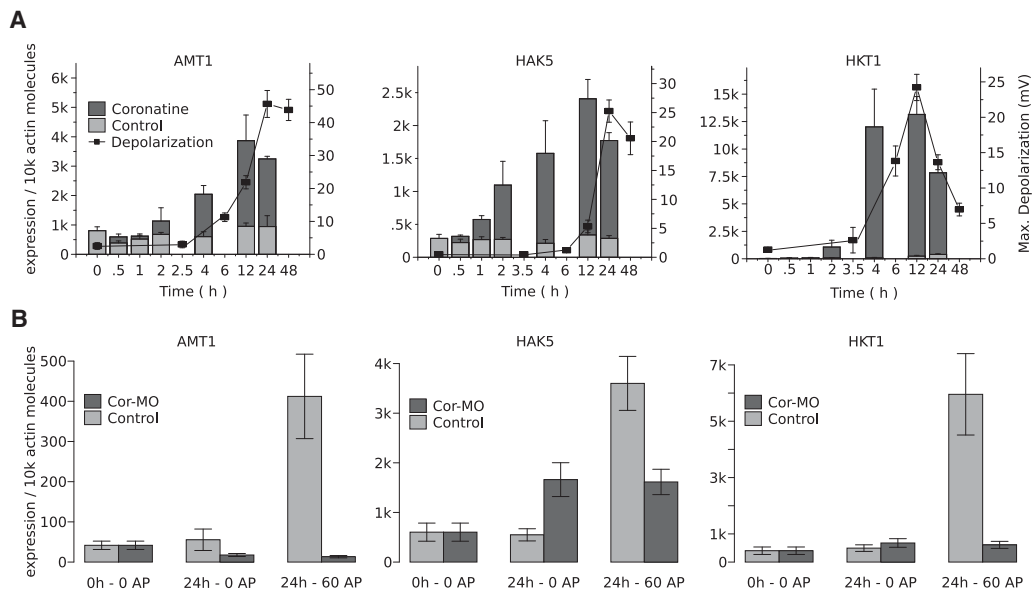 A
AMT1
HAK5
HKT1
expression / 10k actin molecules
6k
5k
4k
3k
2k
1k
0
50
40
30
20
10
0
Coronatine
Control
Depolarization
0 .5 1 2 2.5 4 6 12 24 48
Time ( h )
2.5k
2k
1.5k
1k
.5k
0
30
25
20
15
10
5
0
0 .5 1 2 3.5 4 6 12 24 48
Time ( h )
15k
12.5k
10k
7.5k
5k
1.25k
0
25
20
15
10
5
0
Max. Depolarization (mV)
0 .5 1 2 3.5 4 6 12 24 48
Time ( h )
B
AMT1
HAK5
HKT1
expression / 10k actin molecules
500
400
300
200
100
0
Cor-MO
Control
0h - 0 AP 24h - 0 AP 24h - 60 AP
4k
3k
2k
1k
0
Cor-MO
Control
0h - 0 AP 24h - 0 AP 24h - 60 AP
7k
5k
3k
1k
0
Cor-MO
Control
0h - 0 AP 24h - 0 AP 24h - 60 AP